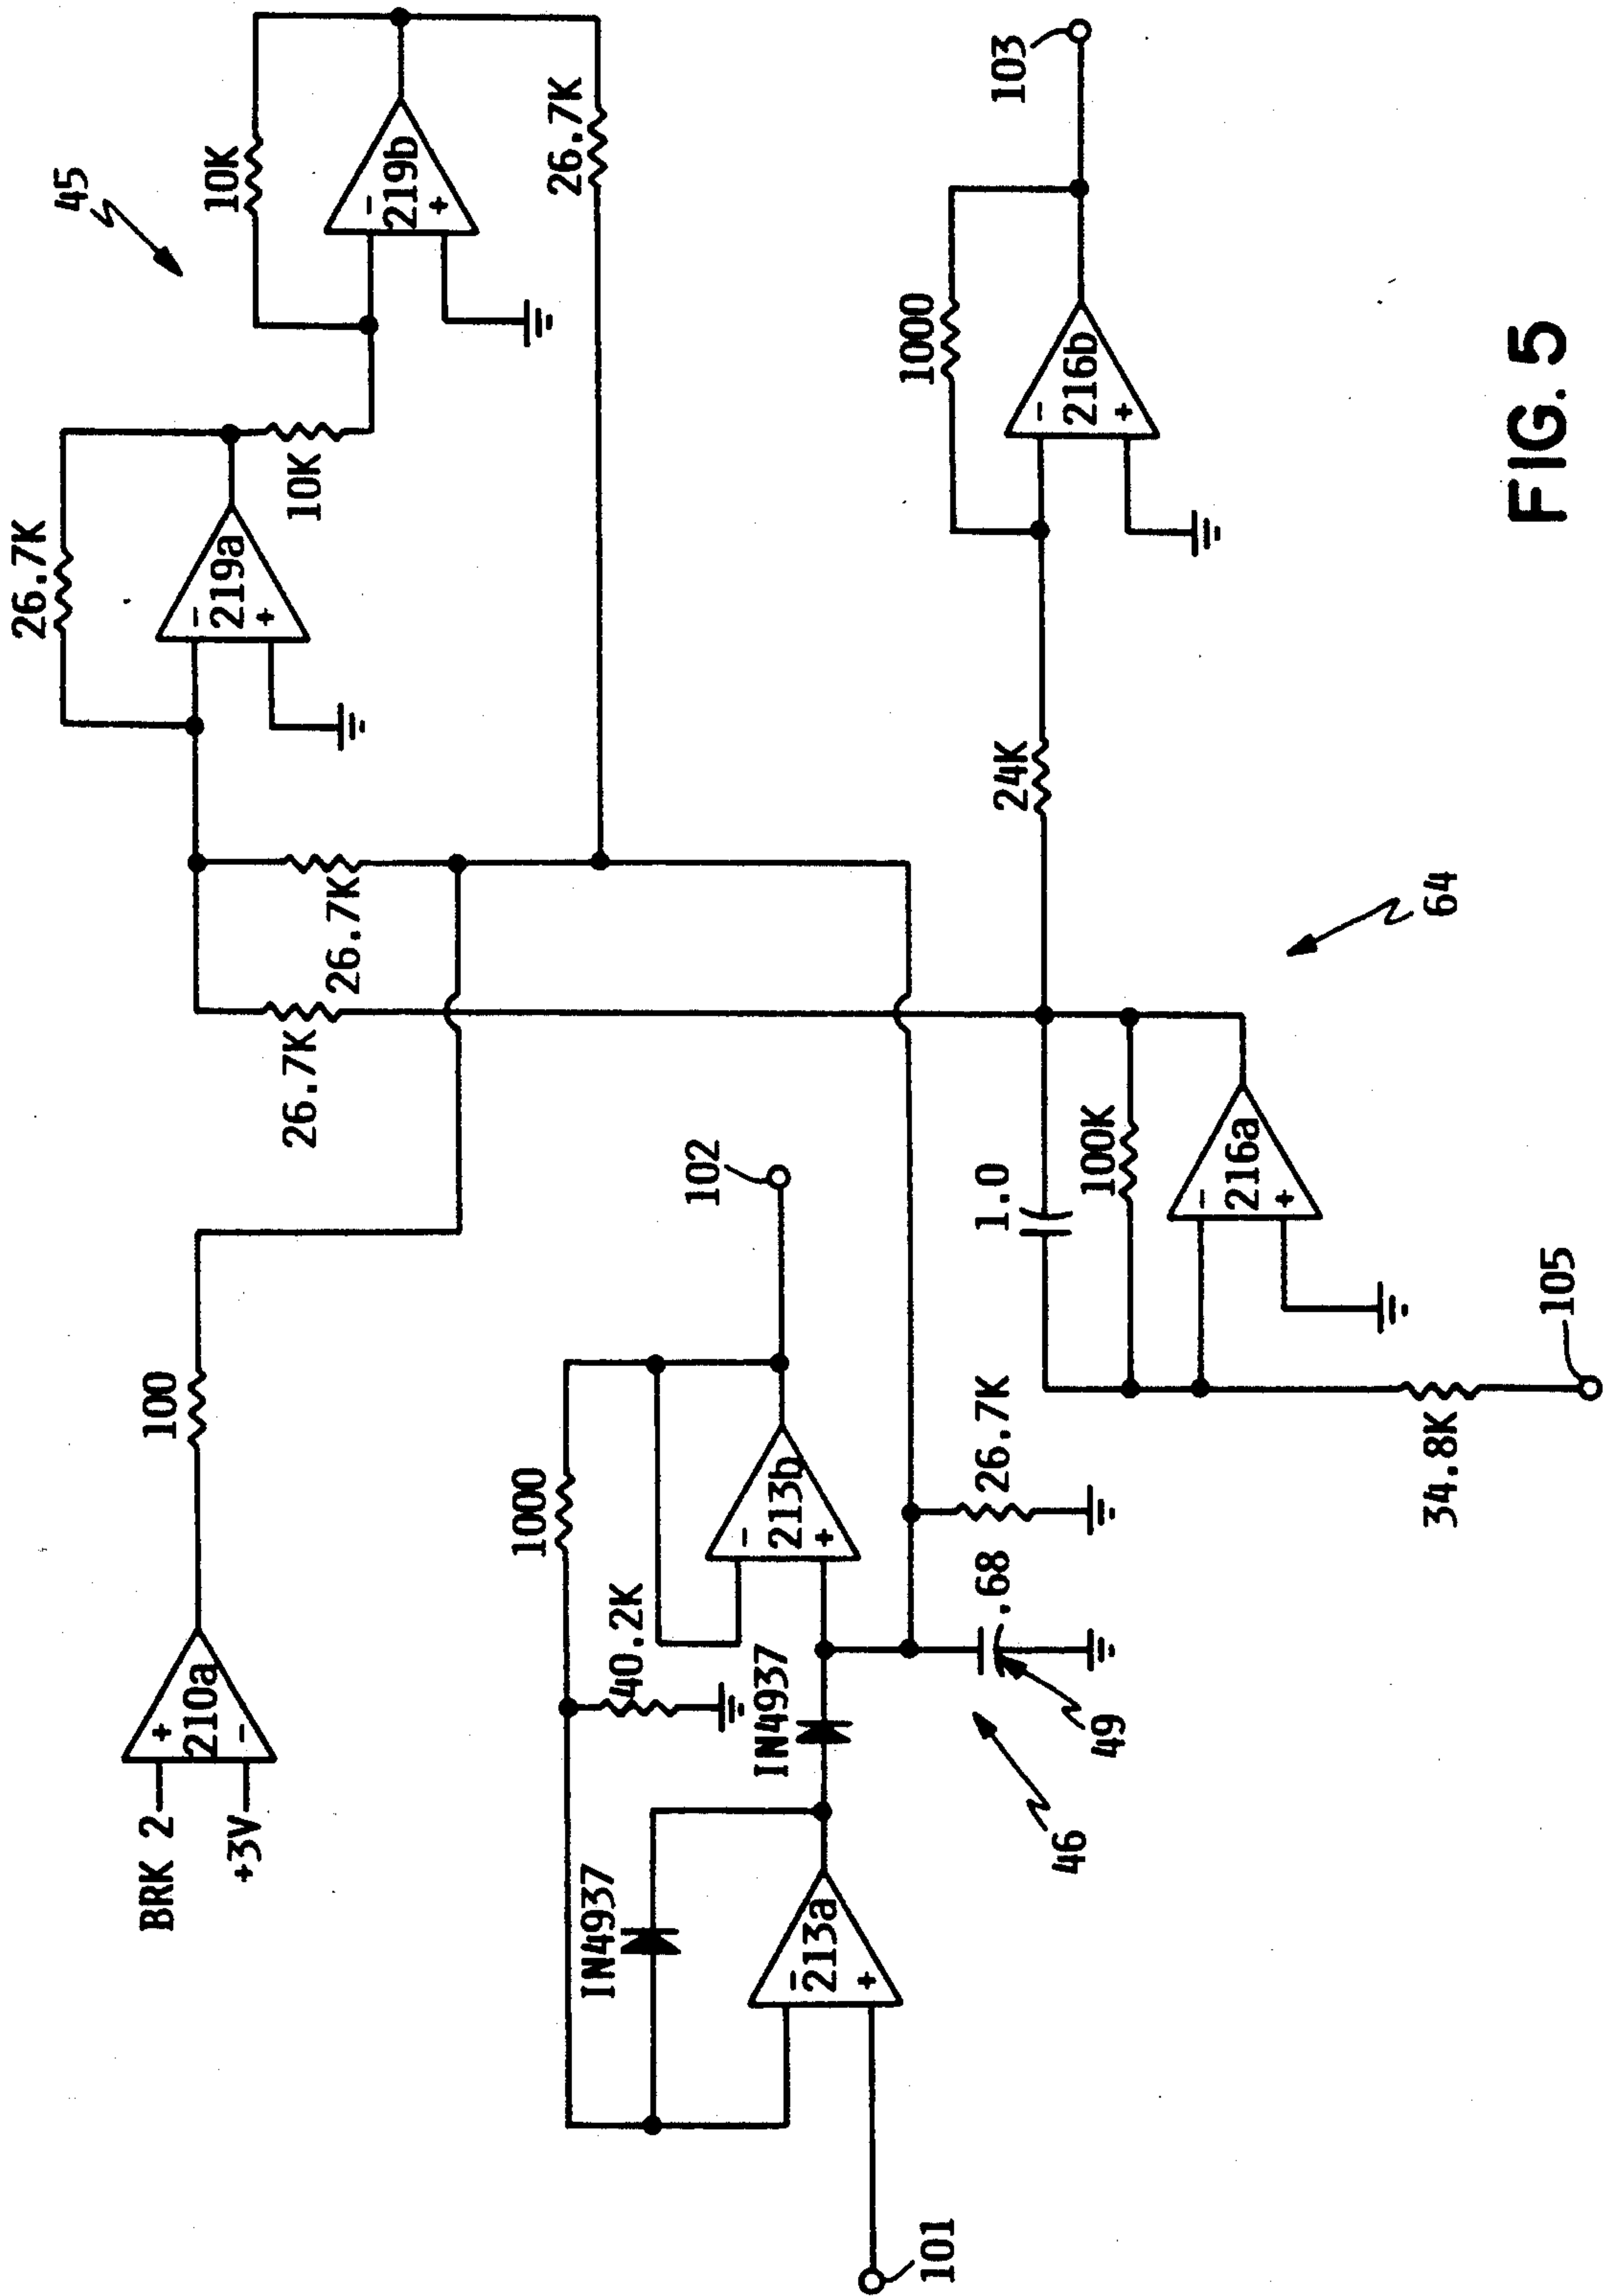 45
10K
219b
− +
26.7K
26.7K
219a
− +
10K
103
1000
216b
− +
24K
FIG. 5
26.7K
26.7K
64
100
102
1.0
100K
216a
− +
105
34.8K
1000
213b
− +
26.7K
40.2K
.68
IN4937
49
46
BRK 2
+3V
+ −
210a
IN4937
213a
− +
101